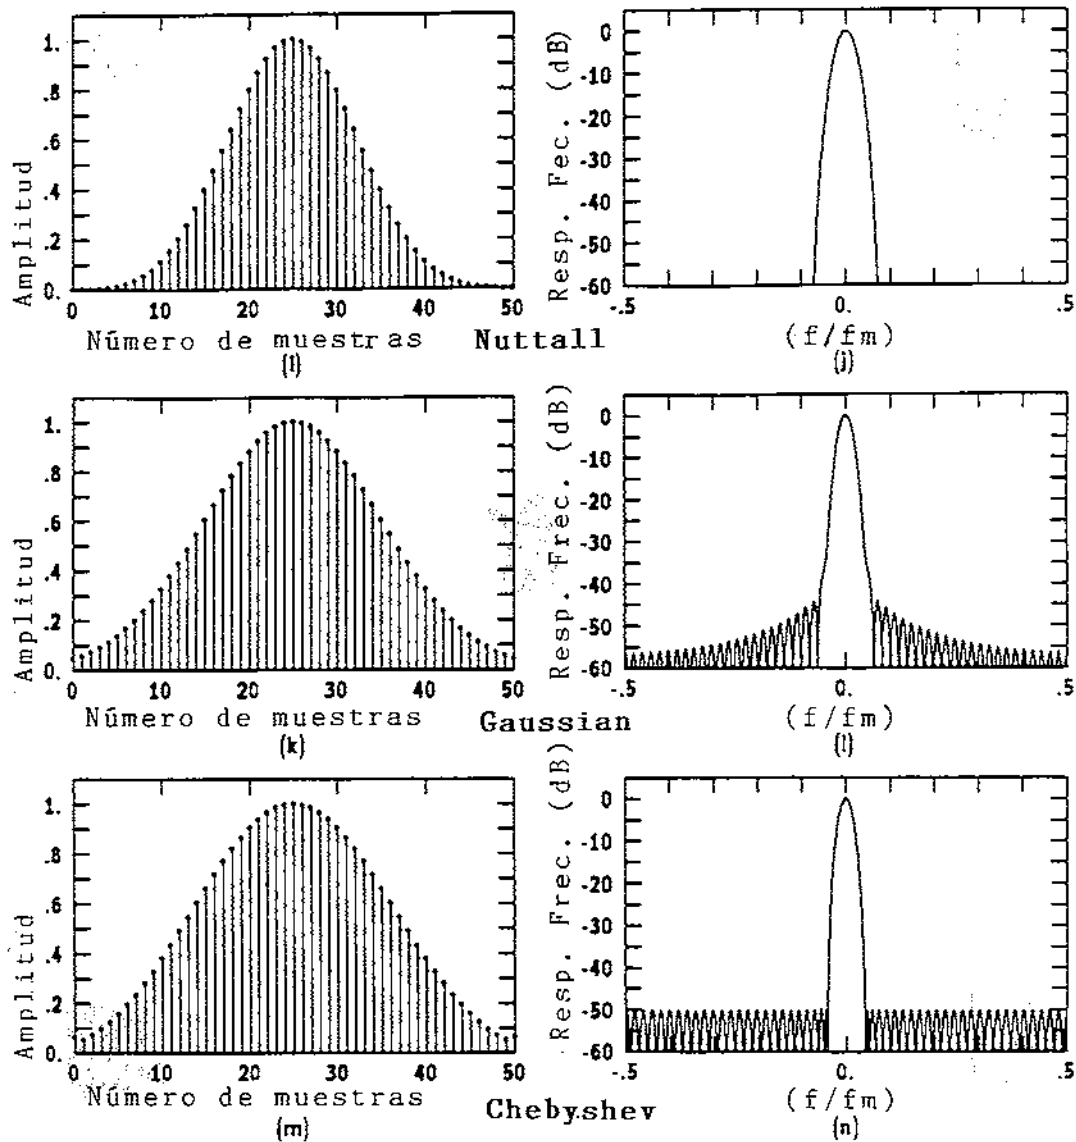 Amplitud
1.
.8
.6
.4
.2
0.
0 10 20 30 40 50
Número de muestras
(i)
Nuttall
Resp. Fec. (dB)
0
-10
-20
-30
-40
-50
-60
-.5 0. .5
(f/fm)
(j)
Amplitud
1.
.8
.6
.4
.2
0.
0 10 20 30 40 50
Número de muestras
(k)
Gaussian
Resp. Frec. (dB)
0
-10
-20
-30
-40
-50
-60
-.5 0. .5
(f/fm)
(l)
Amplitud
1.
.8
.6
.4
.2
0.
0 10 20 30 40 50
Número de muestras
(m)
Chebyshev
Resp. Frec. (dB)
0
-10
-20
-30
-40
-50
-60
-.5 0. .5
(f/fm)
(n)